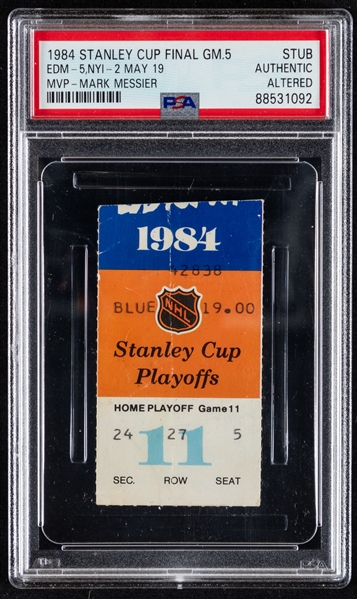 1984 STANLEY CUP FINAL GM.5 STUB
EDM-5,NYI-2 MAY 19 AUTHENTIC
MVP-MARK MESSIER ALTERED
PSA 88531092
1984
42838
BLUE NHL 19.00
Stanley Cup
Playoffs
HOME PLAYOFF Game 11
11
24 27 5
SEC. ROW SEAT